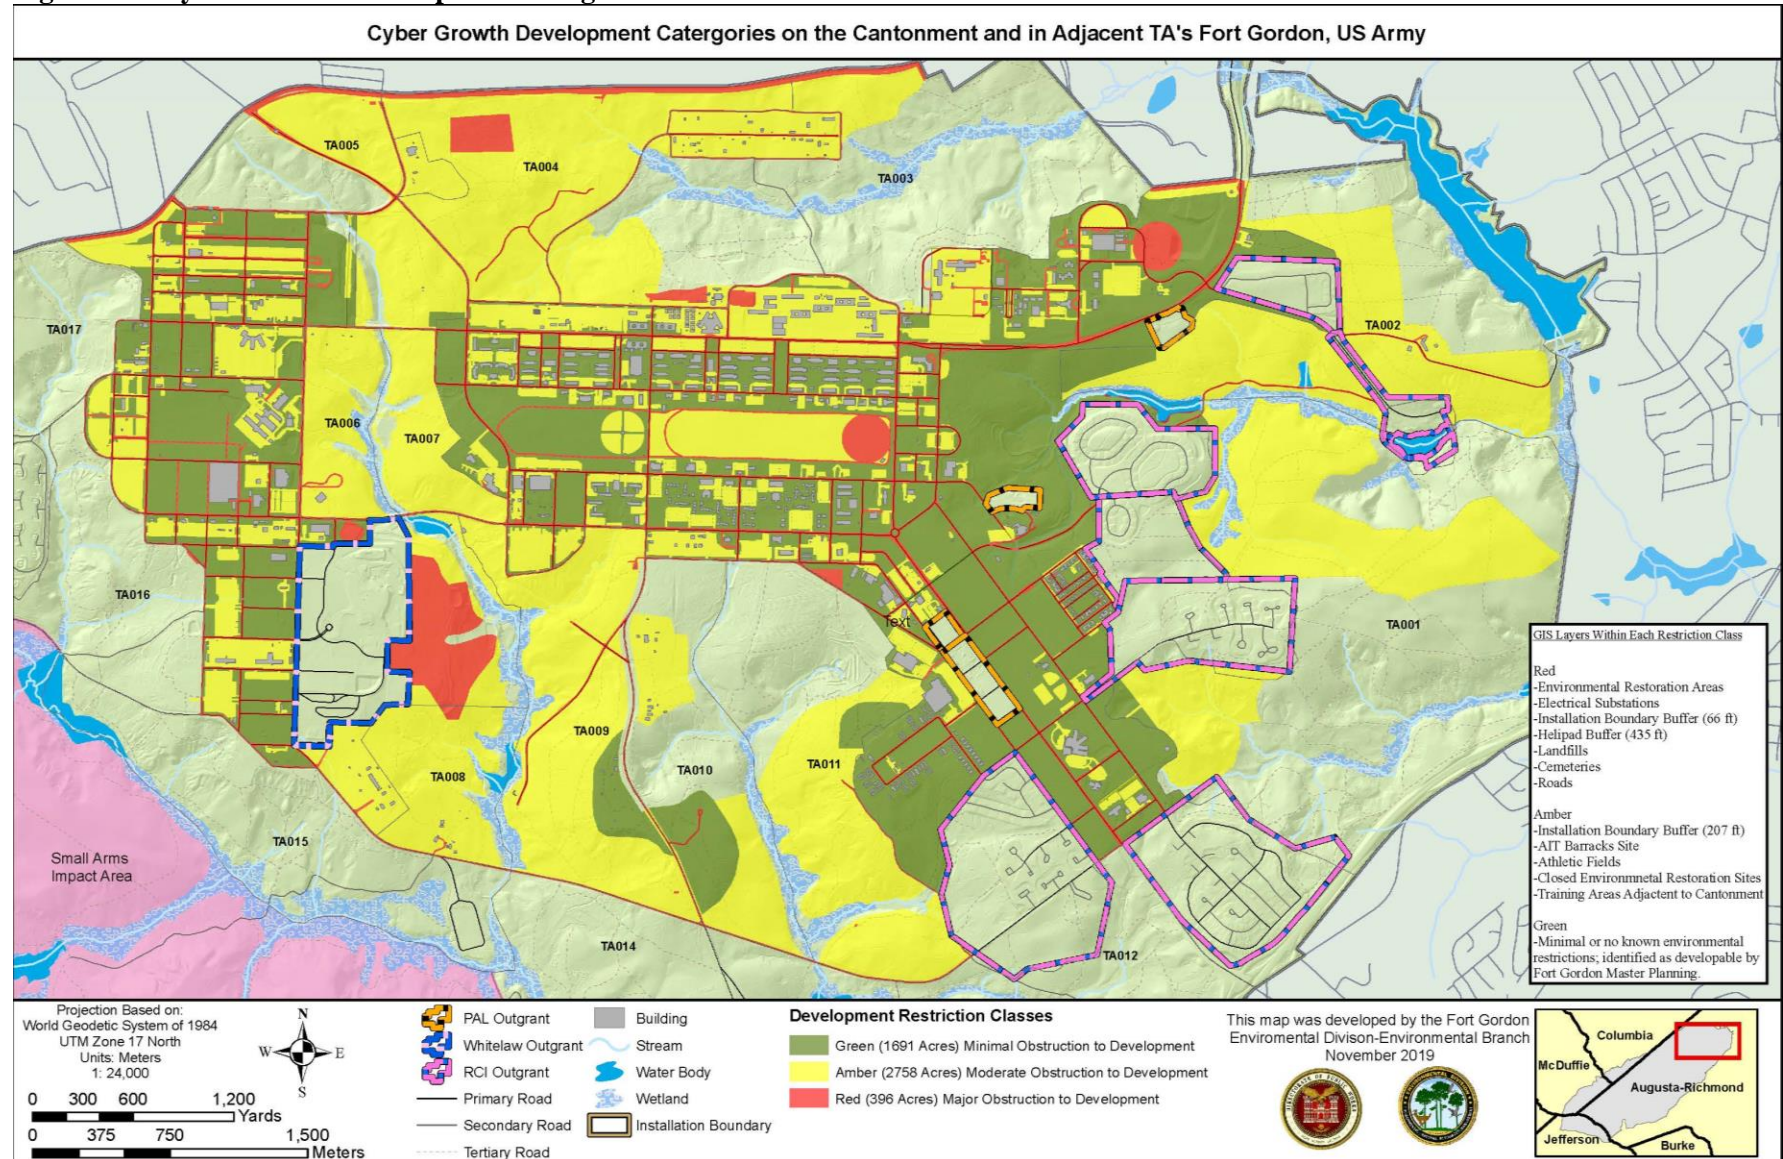 Cyber Growth Development Catergories on the Cantonment and in Adjacent TA's Fort Gordon, US Army
TA005
TA004
TA003
TA017
TA002
TA006
TA007
TA016
Text
TA001
TA009
TA010
TA011
TA008
TA015
Small Arms
Impact Area
TA014
TA012
GIS Layers Within Each Restriction Class
Red
-Environmental Restoration Areas
-Electrical Substations
-Installation Boundary Buffer (66 ft)
-Helipad Buffer (435 ft)
-Landfills
-Cemeteries
-Roads
Amber
-Installation Boundary Buffer (207 ft)
-AIT Barracks Site
-Athletic Fields
-Closed Environmnetal Restoration Sites
-Training Areas Adjactent to Cantonment
Green
-Minimal or no known environmental
restrictions; identified as developable by
Fort Gordon Master Planning.
Projection Based on:
World Geodetic System of 1984
UTM Zone 17 North
Units: Meters
1: 24,000
0 300 600 1,200
Yards
0 375 750 1,500
Meters
N
W E
S
PAL Outgrant
Whitelaw Outgrant
RCI Outgrant
Primary Road
Secondary Road
Tertiary Road
Building
Stream
Water Body
Wetland
Installation Boundary
Development Restriction Classes
Green (1691 Acres) Minimal Obstruction to Development
Amber (2758 Acres) Moderate Obstruction to Development
Red (396 Acres) Major Obstruction to Development
This map was developed by the Fort Gordon
Enviromental Divison-Environmental Branch
November 2019
Columbia
McDuffie
Augusta-Richmond
Jefferson
Burke